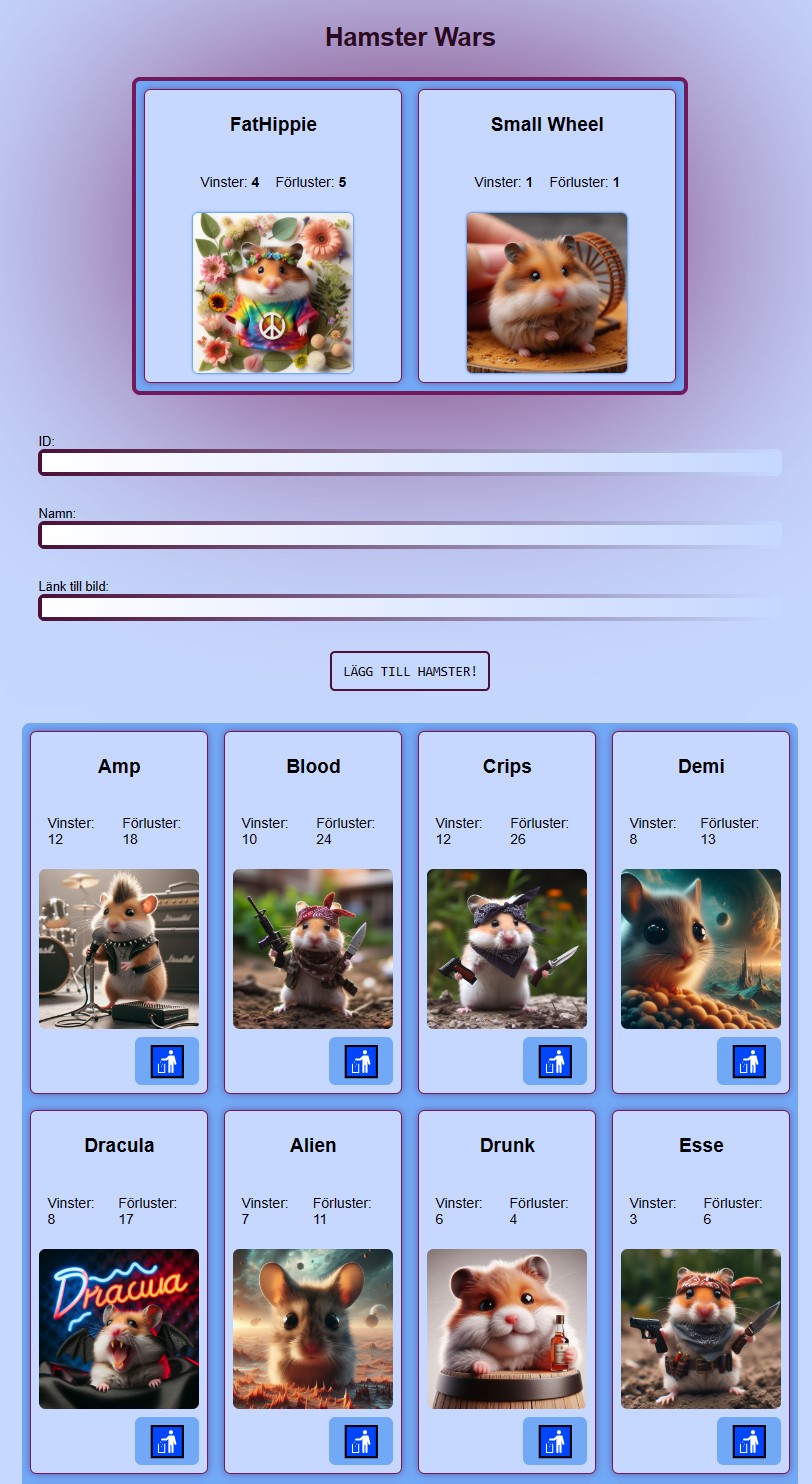 Hamster Wars
FatHippie
Small Wheel
Vinster: 4 Förluster: 5
Vinster: 1 Förluster: 1
ID:
Namn:
Länk till bild:
LÄGG TILL HAMSTER!
Amp
Blood
Crips
Demi
Vinster: Förluster:
12 18
Vinster: Förluster:
10 24
Vinster: Förluster:
12 26
Vinster: Förluster:
8 13
Dracula
Alien
Drunk
Esse
Vinster: Förluster:
8 17
Vinster: Förluster:
7 11
Vinster: Förluster:
6 4
Vinster: Förluster:
3 6